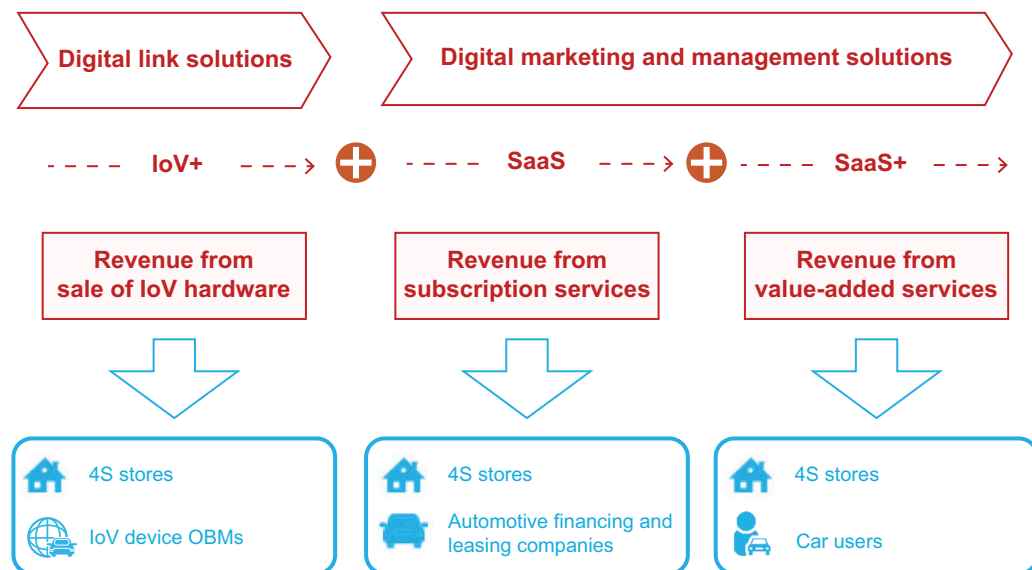 Digital link solutions
Digital marketing and management solutions
IoV+
SaaS
SaaS+
Revenue from
sale of IoV hardware
Revenue from
subscription services
Revenue from
value-added services
4S stores
IoV device OBMs
4S stores
Automotive financing and
leasing companies
4S stores
Car users